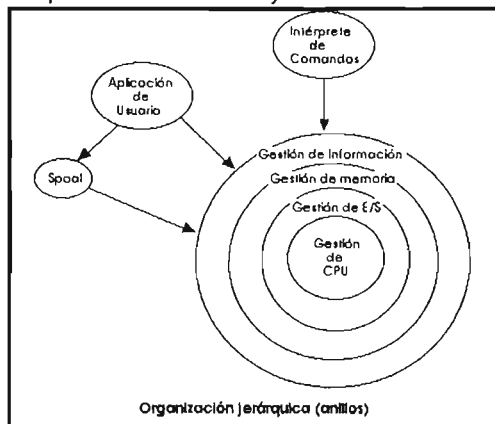 Intérprete
de
Comandos
Aplicación
de
Usuario
Spool
Gestión de Información
Gestión de memoria
Gestión de E/S
Gestión
de
CPU
Organización jerárquica (anillos)